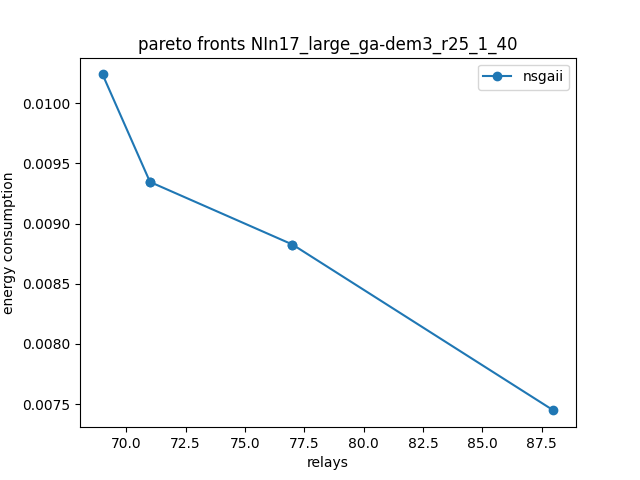 pareto fronts NIn17_large_ga-dem3_r25_1_40
nsgaii
energy consumption
0.0100
0.0095
0.0090
0.0085
0.0080
0.0075
70.0 72.5 75.0 77.5 80.0 82.5 85.0 87.5
relays